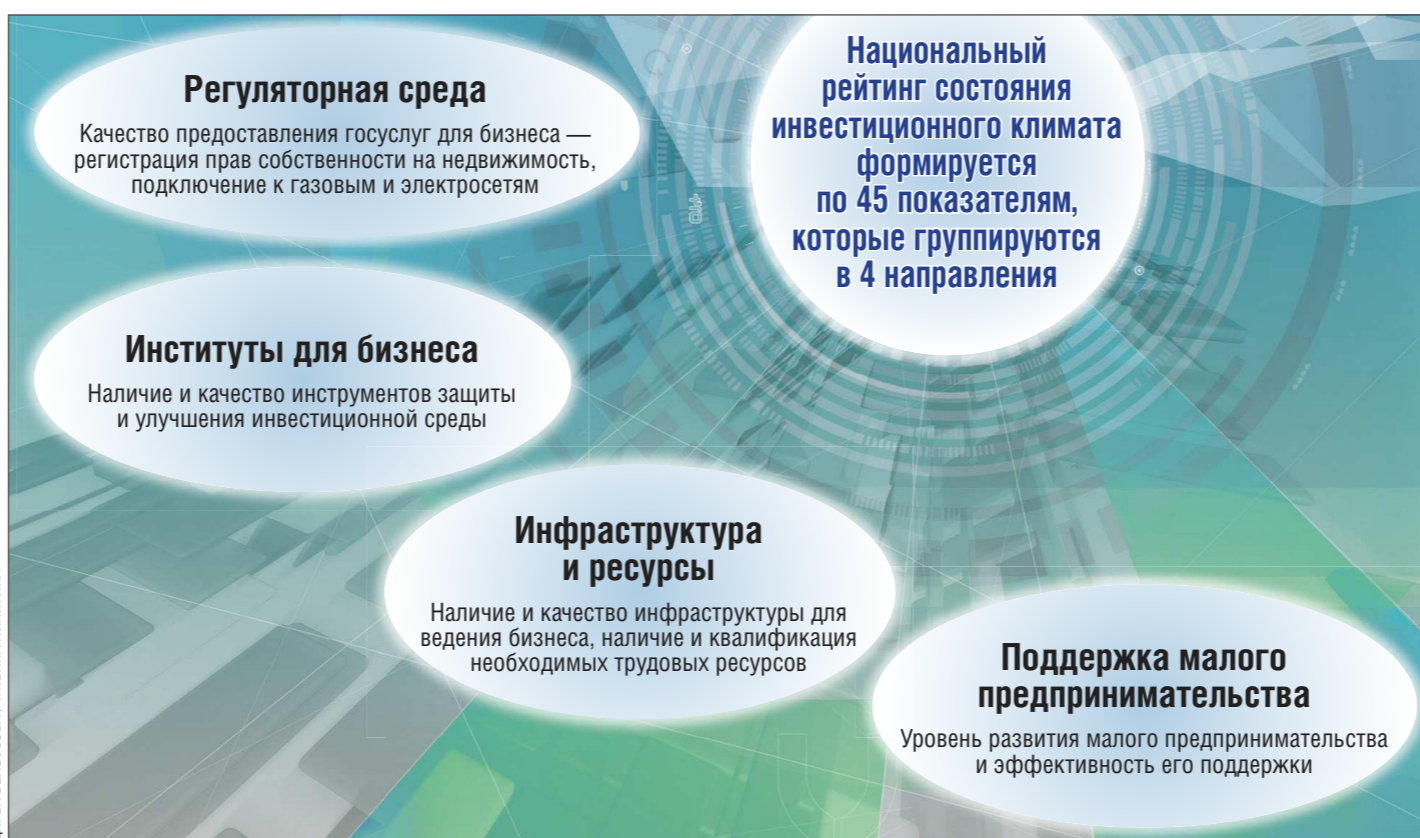 Национальный
рейтинг состояния
инвестиционного климата
формируется
по 45 показателям,
которые группируются
в 4 направления
Регуляторная среда
Качество предоставления госуслуг для бизнеса —
регистрация прав собственности на недвижимость,
подключение к газовым и электросетям
Институты для бизнеса
Наличие и качество инструментов защиты
и улучшения инвестиционной среды
Инфраструктура
и ресурсы
Наличие и качество инфраструктуры для
ведения бизнеса, наличие и квалификация
необходимых трудовых ресурсов
Поддержка малого
предпринимательства
Уровень развития малого предпринимательства
и эффективность его поддержки